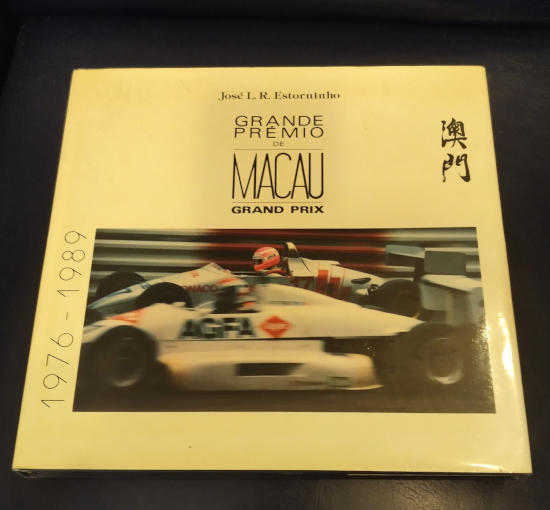 José L. R. Estorninho
GRANDE
PRÉMIO
DE
MACAU
GRAND PRIX
澳門
1976 - 1989
AGFA